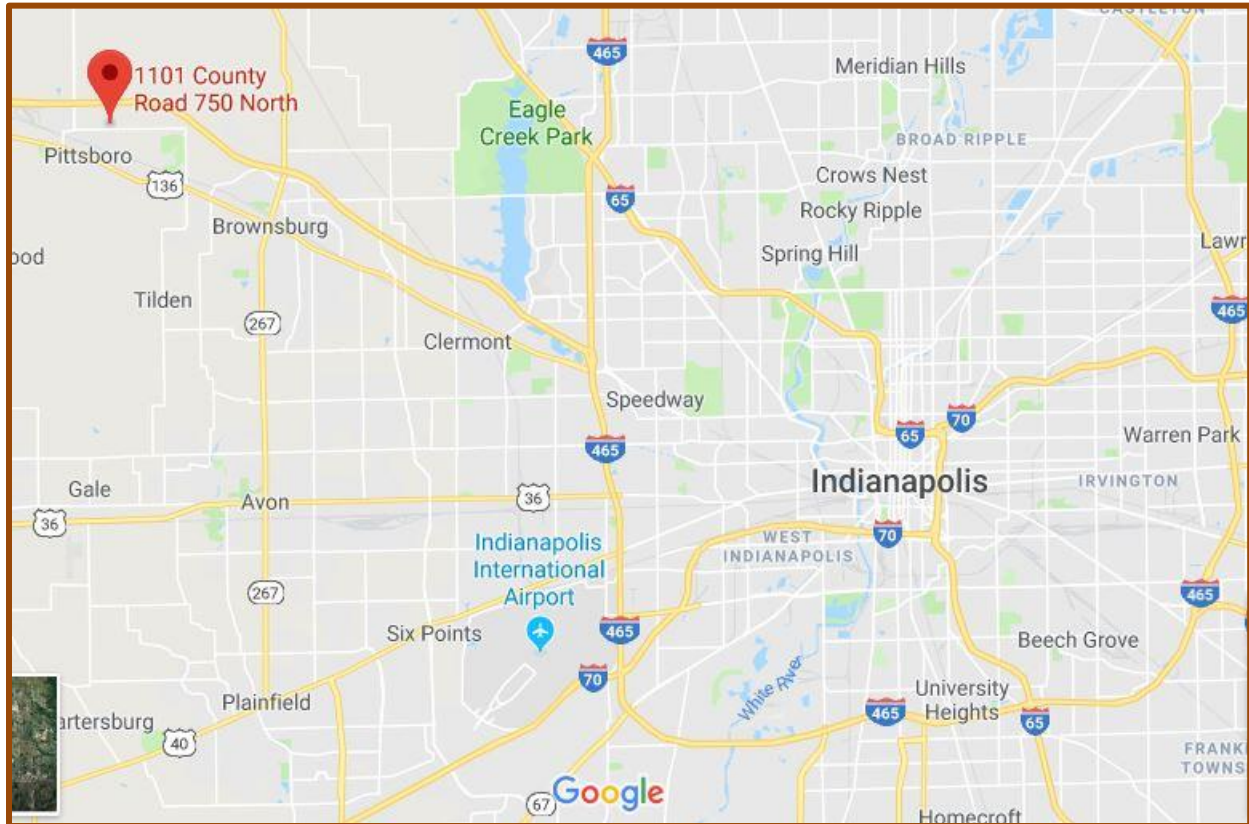 CASTLETON
465
Meridian Hills
1101 County
Road 750 North
Eagle
Creek Park
BROAD RIPPLE
Pittsboro
136
Crows Nest
65
Rocky Ripple
Brownsburg
Lawr
ood
Spring Hill
Tilden
465
267
Clermont
Speedway
70
65
Warren Park
465
Indianapolis
IRVINGTON
Gale
Avon
36
36
70
WEST
INDIANAPOLIS
Indianapolis
International
Airport
267
465
Six Points
465
Beech Grove
70
White River
University
Heights
Plainfield
artersburg
465
65
40
FRANK
TOWNS
Google
67
Homecroft